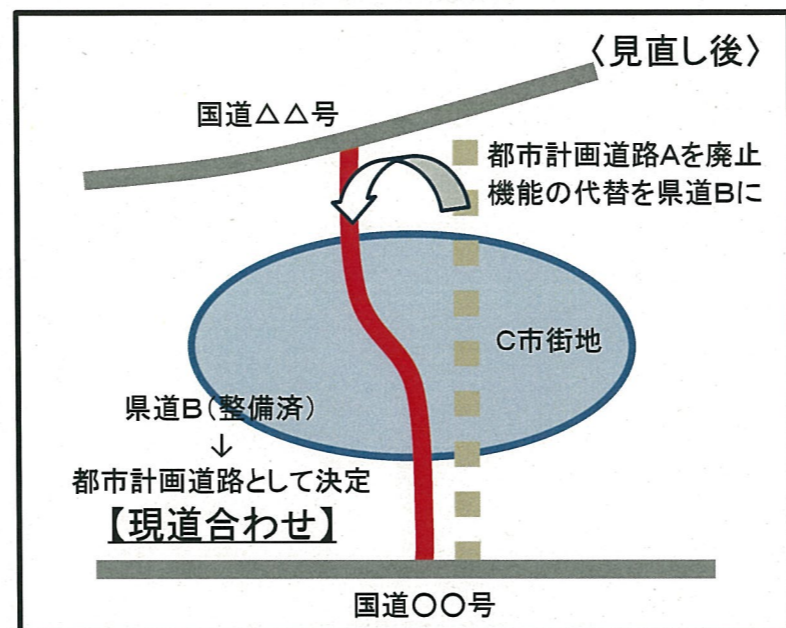 〈見直し後〉
国道△△号
都市計画道路Aを廃止
機能の代替を県道Bに
C市街地
県道B(整備済)
↓
都市計画道路として決定
【現道合わせ】
国道〇〇号